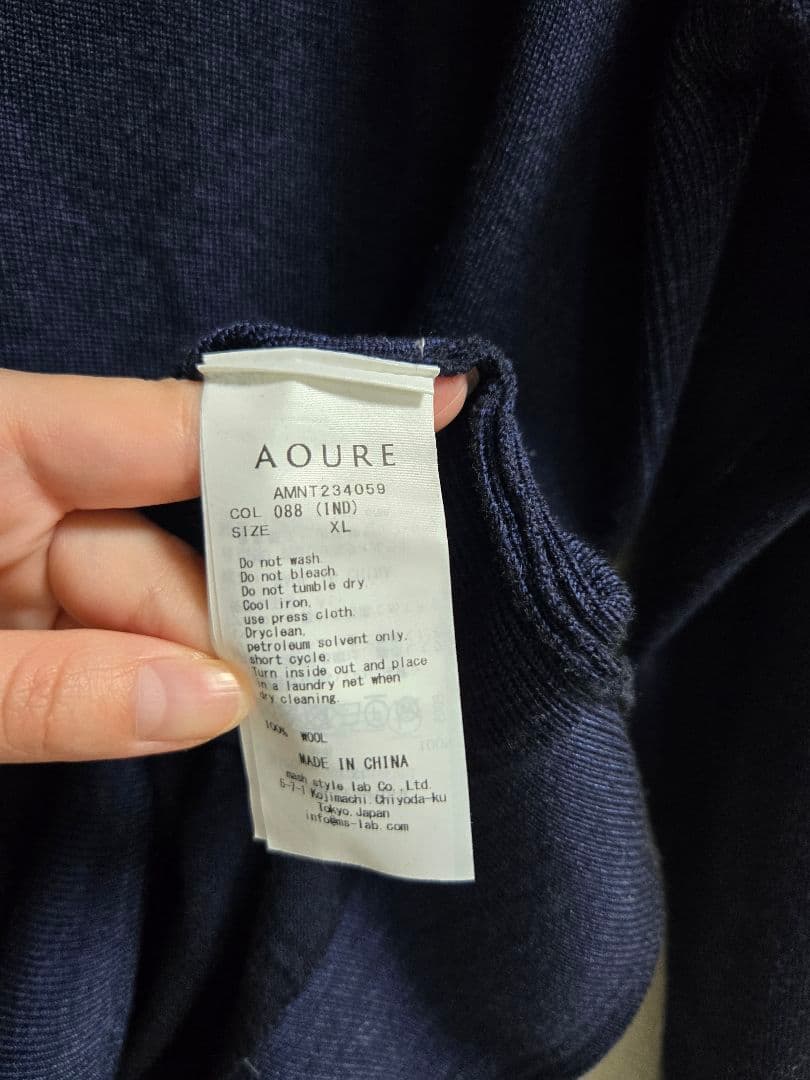 AOURE
AMNT234059
COL 088 (IND)
SIZE XL
Do not wash.
Do not bleach.
Do not tumble dry.
Cool iron,
use press cloth.
Dryclean,
petroleum solvent only.
short cycle.
Turn inside out and place
in a laundry net when
dry cleaning.
100% WOOL
MADE IN CHINA
mash style lab Co.,Ltd.
6-7-1 Kojimachi.Chiyoda-ku
Tokyo.Japan
info@ms-lab.com